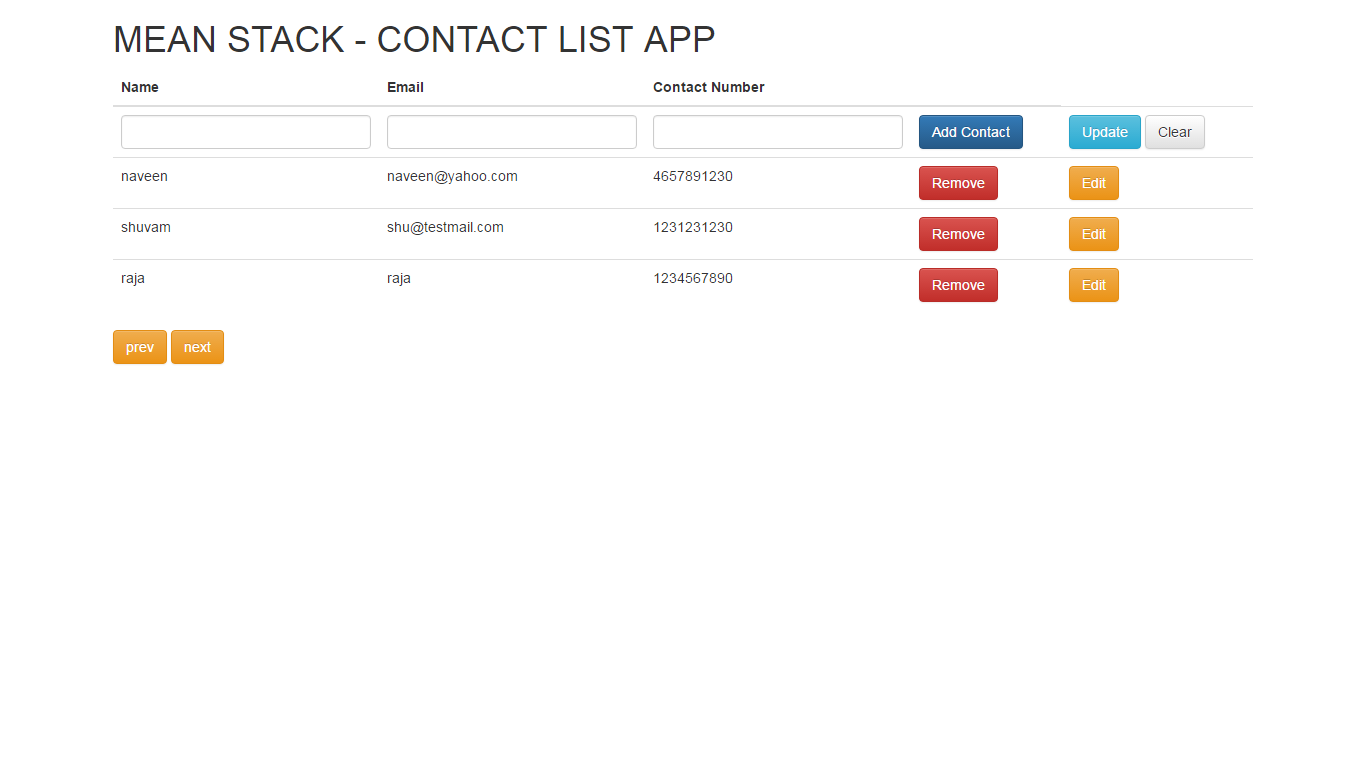 MEAN STACK - CONTACT LIST APP
Name Email Contact Number
Add Contact Update Clear
naveen naveen@yahoo.com 4657891230 Remove Edit
shuvam shu@testmail.com 1231231230 Remove Edit
raja raja 1234567890 Remove Edit
prev next